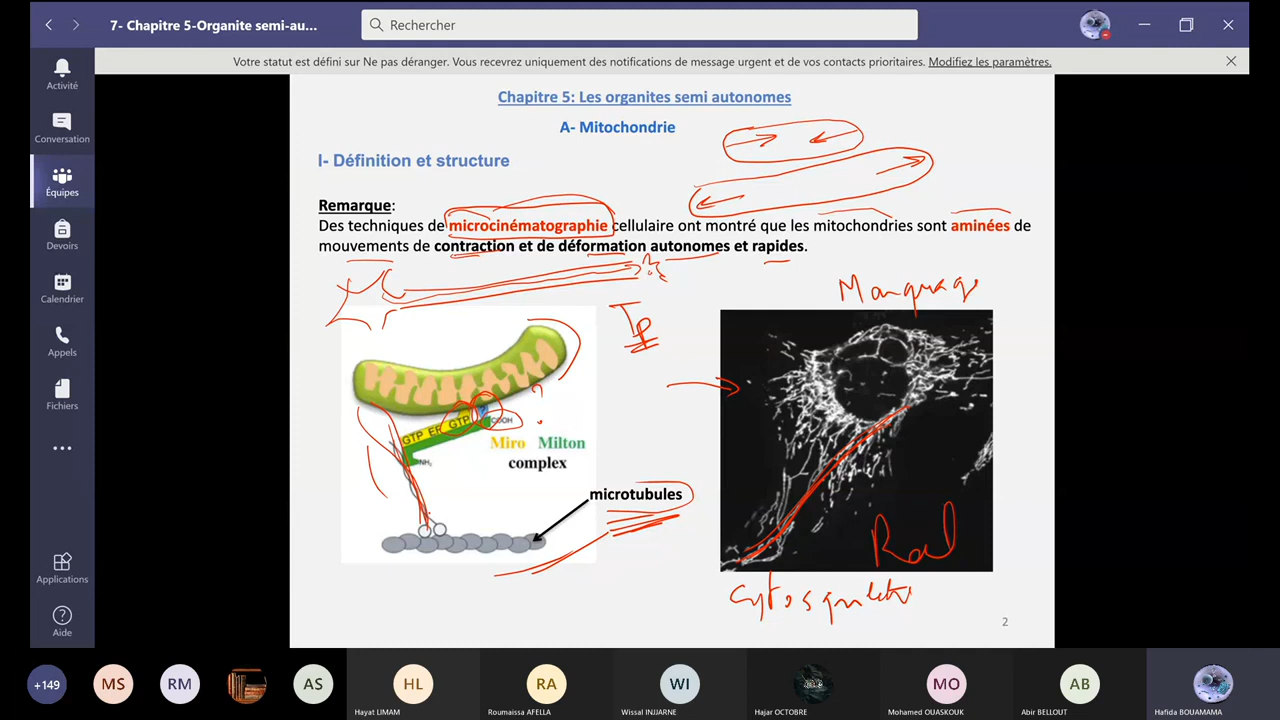 7- Chapitre 5-Organite semi-au...
Rechercher
Votre statut est défini sur Ne pas déranger. Vous recevrez uniquement des notifications de message urgent et de vos contacts prioritaires. Modifiez les paramètres.
Activité
Conversation
Équipes
Devoirs
Calendrier
Appels
Fichiers
Applications
Aide
Chapitre 5: Les organites semi autonomes
A- Mitochondrie
I- Définition et structure
Remarque:
Des techniques de microcinématographie cellulaire ont montré que les mitochondries sont aminées de
mouvements de contraction et de déformation autonomes et rapides.
Marquage
GTP EF GTP
COOH
NH₂
Miro Milton
complex
microtubules
2
+149
MS
RM
AS
HL
Hayat LIMAM
RA
Roumaissa AFELLA
WI
Wissal INJJARNE
Hajar OCTOBRE
MO
Mohamed OUASKOUK
AB
Abir BELLOUT
Hafida BOUAMAMA